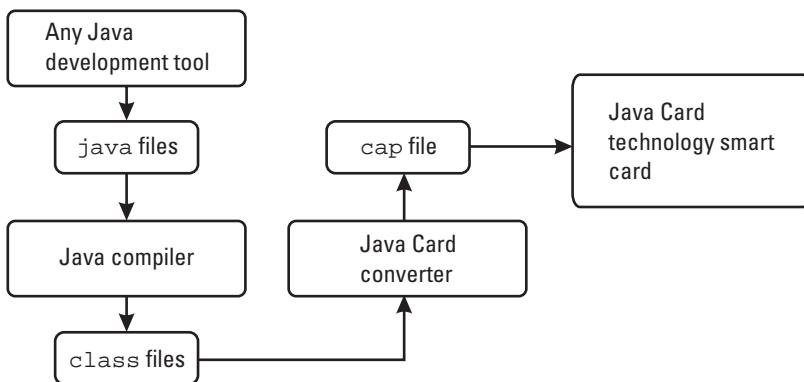 Any Java
development tool
java files
Java compiler
class files
Java Card
converter
cap file
Java Card
technology smart
card